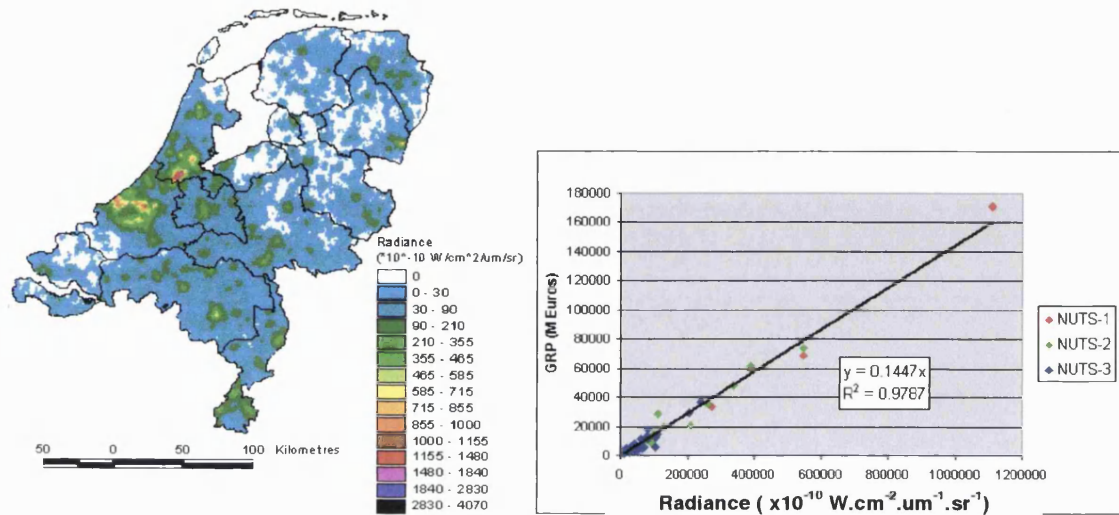 Radiance
(*10^-10 W/cm^2/um/sr)
0
0 - 30
30 - 90
90 - 210
210 - 355
355 - 465
465 - 585
585 - 715
715 - 855
855 - 1000
1000 - 1155
1155 - 1480
1480 - 1840
1840 - 2830
2830 - 4070
50 0 50 100 Kilometres
180000
160000
140000
120000
100000
80000
60000
40000
20000
0
GRP (M Euros)
y = 0.1447x
R² = 0.9787
0 200000 400000 600000 800000 1000000 1200000
Radiance ( x10⁻¹⁰ W.cm⁻².um⁻¹.sr⁻¹)
NUTS-1
NUTS-2
NUTS-3